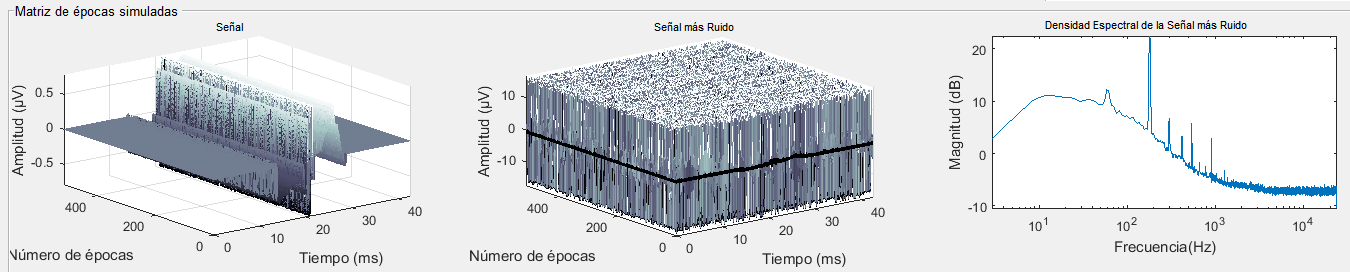 Matriz de épocas simuladas
Señal
Amplitud (μV)
0.5
0
-0.5
400
200
0
Número de épocas
0
10
20
30
40
Tiempo (ms)
Señal más Ruido
Amplitud (μV)
10
0
-10
400
200
0
Número de épocas
0
10
20
30
40
Tiempo (ms)
Densidad Espectral de la Señal más Ruido
Magnitud (dB)
20
10
0
-10
10¹
10²
10³
10⁴
Frecuencia(Hz)